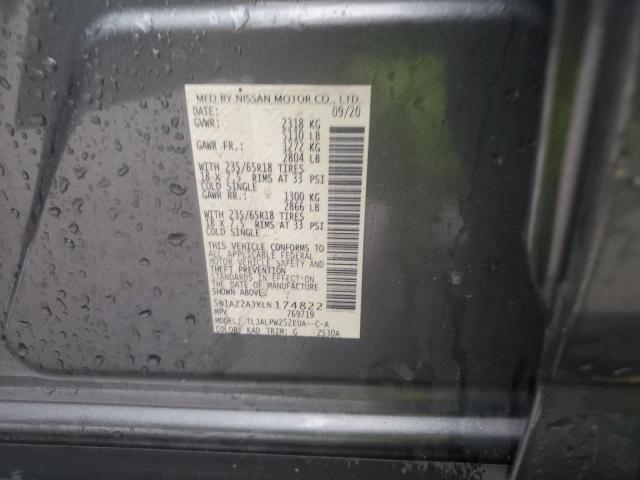 MFD BY NISSAN MOTOR CO., LTD.
DATE: 09/20
GVWR: 2318 KG
5110 LB
GAWR FR.: 1272 KG
2804 LB
WITH 235/65R18 TIRES
18 X 7.5 RIMS AT 33 PSI
COLD SINGLE
GAWR RR.: 1300 KG
2866 LB
WITH 235/65R18 TIRES
18 X 7.5 RIMS AT 33 PSI
COLD SINGLE
THIS VEHICLE CONFORMS TO
ALL APPLICABLE FEDERAL
MOTOR VEHICLE SAFETY AND
THEFT PREVENTION
STANDARDS IN EFFECT ON
THE DATE OF MANUFACTURE
SHOWN ABOVE.
5N1AZ2AJXLN174822
MPV 769719
MODEL: TLJALPWZ52EUA--C-A
COLOR: KAD TRIM: G 2S30A